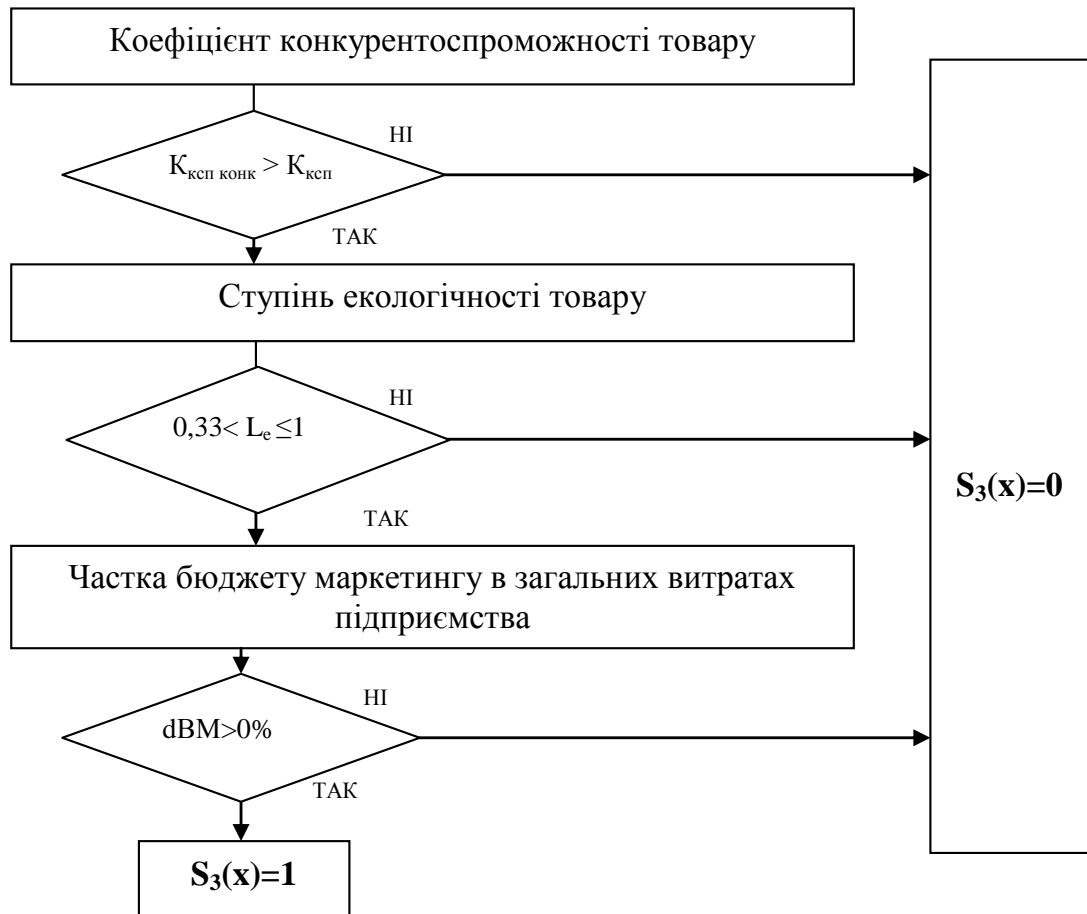 Коефіцієнт конкурентоспроможності товару
НІ
Кксп конк > Кксп
ТАК
Ступінь екологічності товару
НІ
0,33< Le ≤1
S3(x)=0
ТАК
Частка бюджету маркетингу в загальних витратах
підприємства
НІ
dBM>0%
ТАК
S3(x)=1